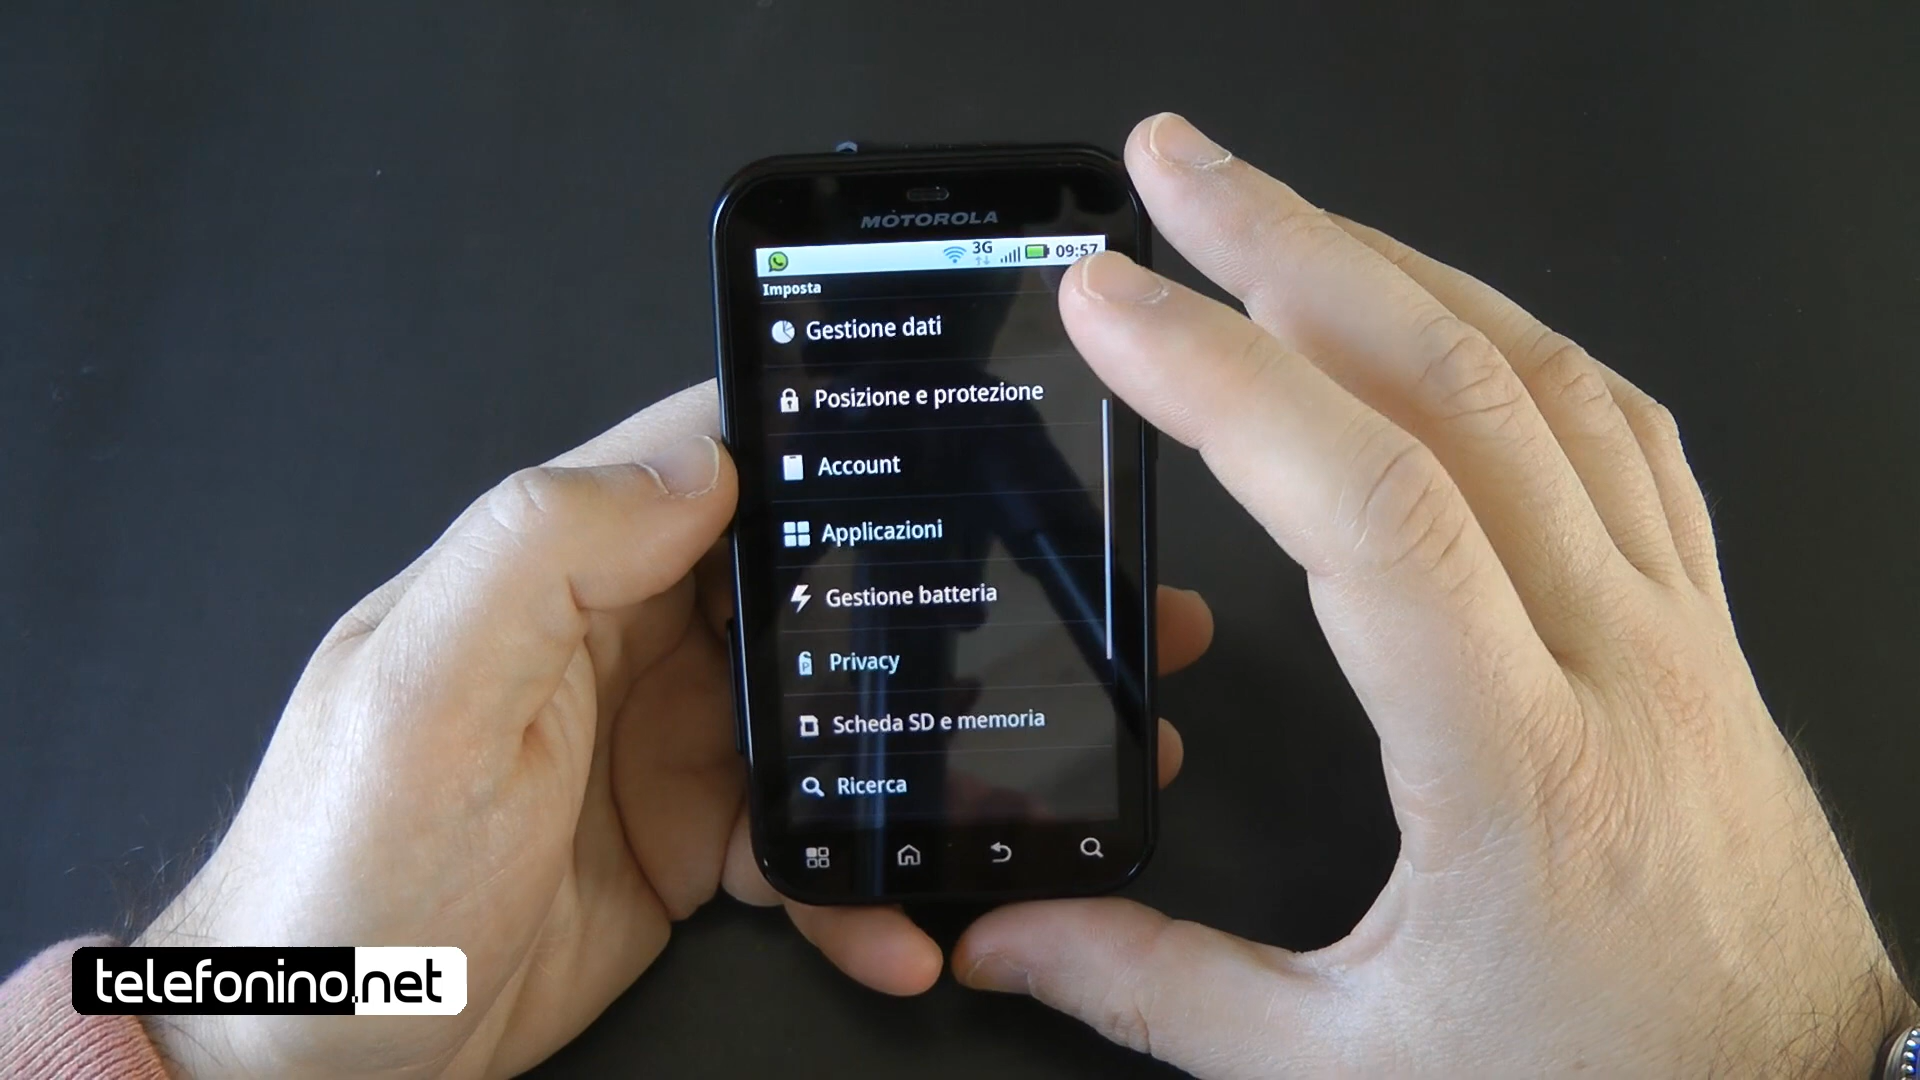 MOTOROLA
3G 09:57
Imposta
Gestione dati
Posizione e protezione
Account
Applicazioni
Gestione batteria
Privacy
Scheda SD e memoria
Ricerca
telefonino.net